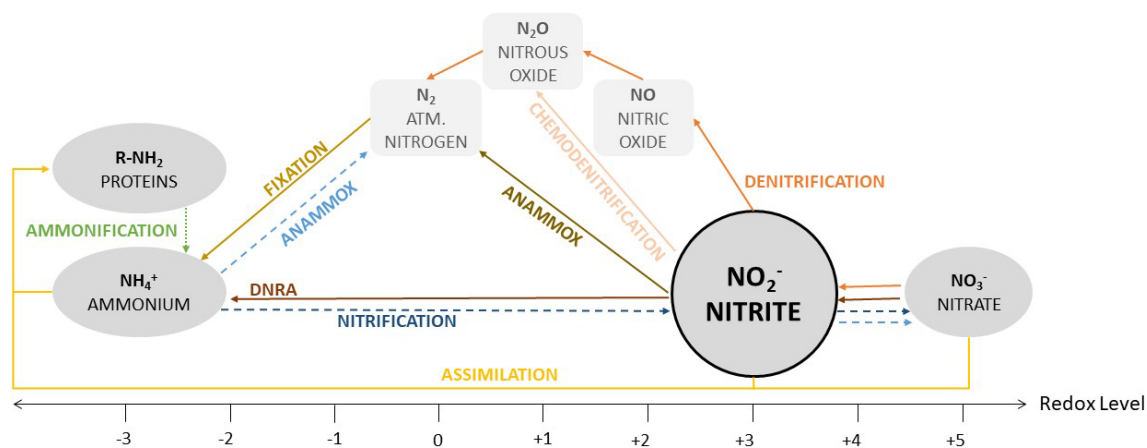 N₂O
NITROUS
OXIDE
N₂
ATM.
NITROGEN
NO
NITRIC
OXIDE
R-NH₂
PROTEINS
FIXATION
ANAMMOX
ANAMMOX
CHEMODENITRIFICATION
DENITRIFICATION
AMMONIFICATION
NH₄⁺
AMMONIUM
DNRA
NITRIFICATION
NO₂⁻
NITRITE
NO₃⁻
NITRATE
ASSIMILATION
Redox Level
-3 -2 -1 0 +1 +2 +3 +4 +5